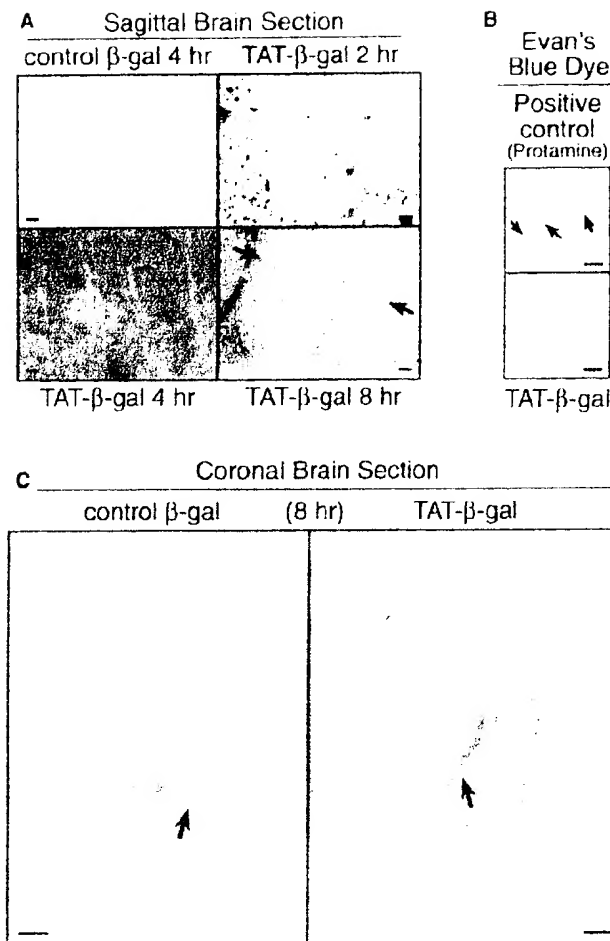 A
Sagittal Brain Section
control β-gal 4 hr
TAT-β-gal 2 hr
TAT-β-gal 4 hr
TAT-β-gal 8 hr
B
Evan's
Blue Dye
Positive
control
(Protamine)
TAT-β-gal
C
Coronal Brain Section
control β-gal (8 hr) TAT-β-gal